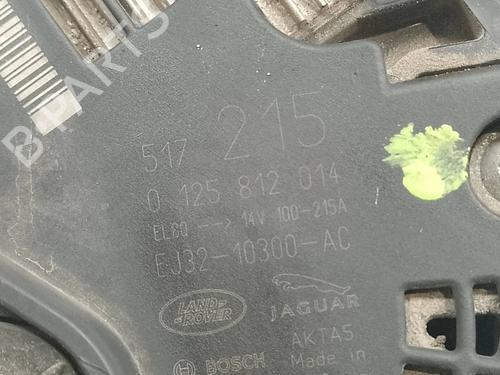 B-PARTS
517 215
0 125 812 014
EL80 --> 14V 100-215A
EJ32-10300-AC
LAND-
-ROVER
JAGUAR
AKTAS
BOSCH Made in